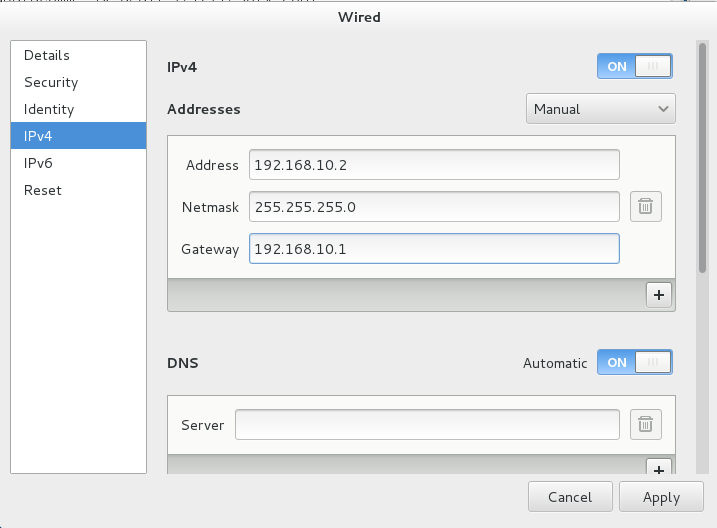 Wired
Details
Security
Identity
IPv4
IPv6
Reset
IPv4 ON
Addresses Manual
Address 192.168.10.2
Netmask 255.255.255.0
Gateway 192.168.10.1
+
DNS Automatic ON
Server
+
Cancel Apply